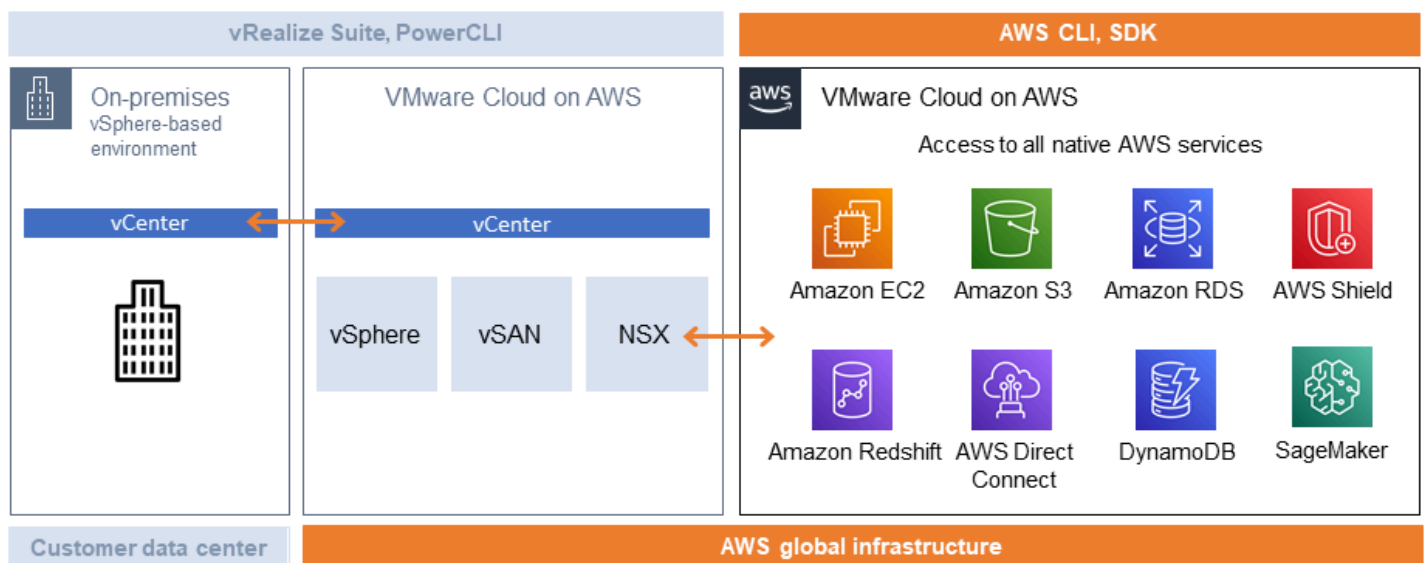 vRealize Suite, PowerCLI
AWS CLI, SDK
On-premises
vSphere-based
environment
VMware Cloud on AWS
aws
VMware Cloud on AWS
Access to all native AWS services
vCenter
vCenter
vSphere
vSAN
NSX
Amazon EC2
Amazon S3
Amazon RDS
AWS Shield
Amazon Redshift
AWS Direct
Connect
DynamoDB
SageMaker
Customer data center
AWS global infrastructure